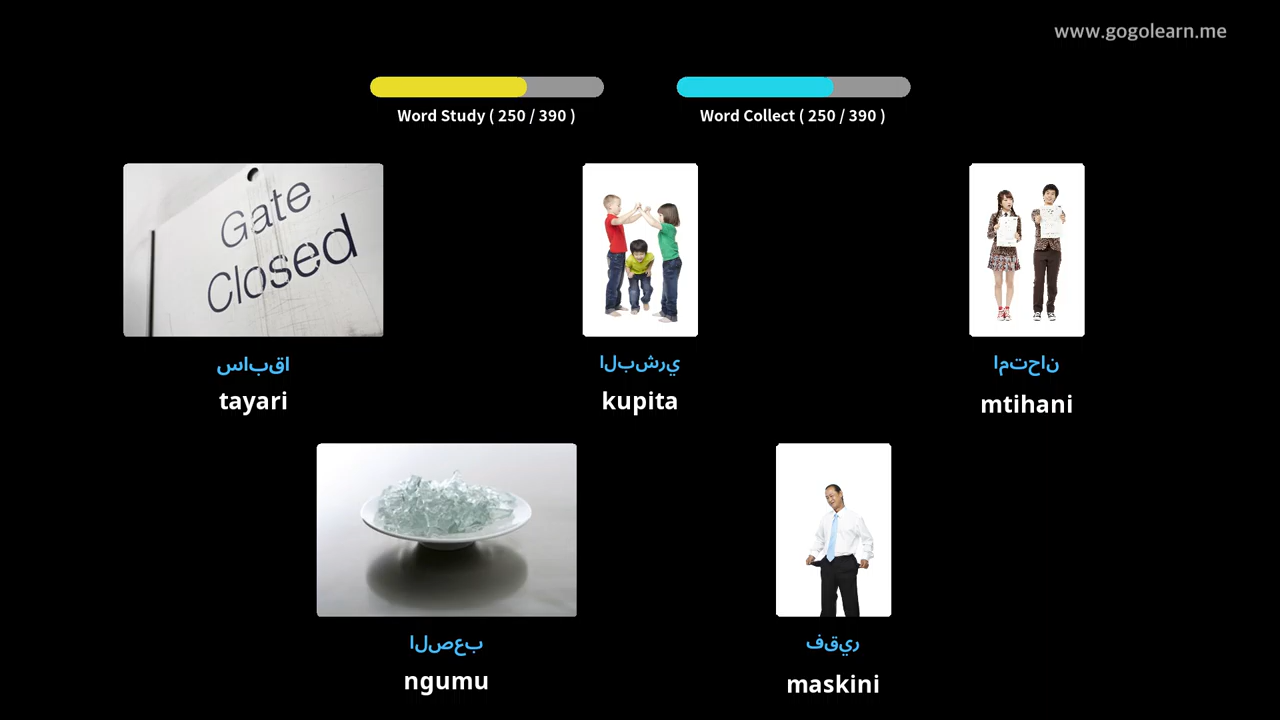 www.gogolearn.me
Word Study ( 250 / 390 )
Word Collect ( 250 / 390 )
Gate
Closed
سابقا
tayari
البشري
kupita
امتحان
mtihani
الصعب
ngumu
فقير
maskini